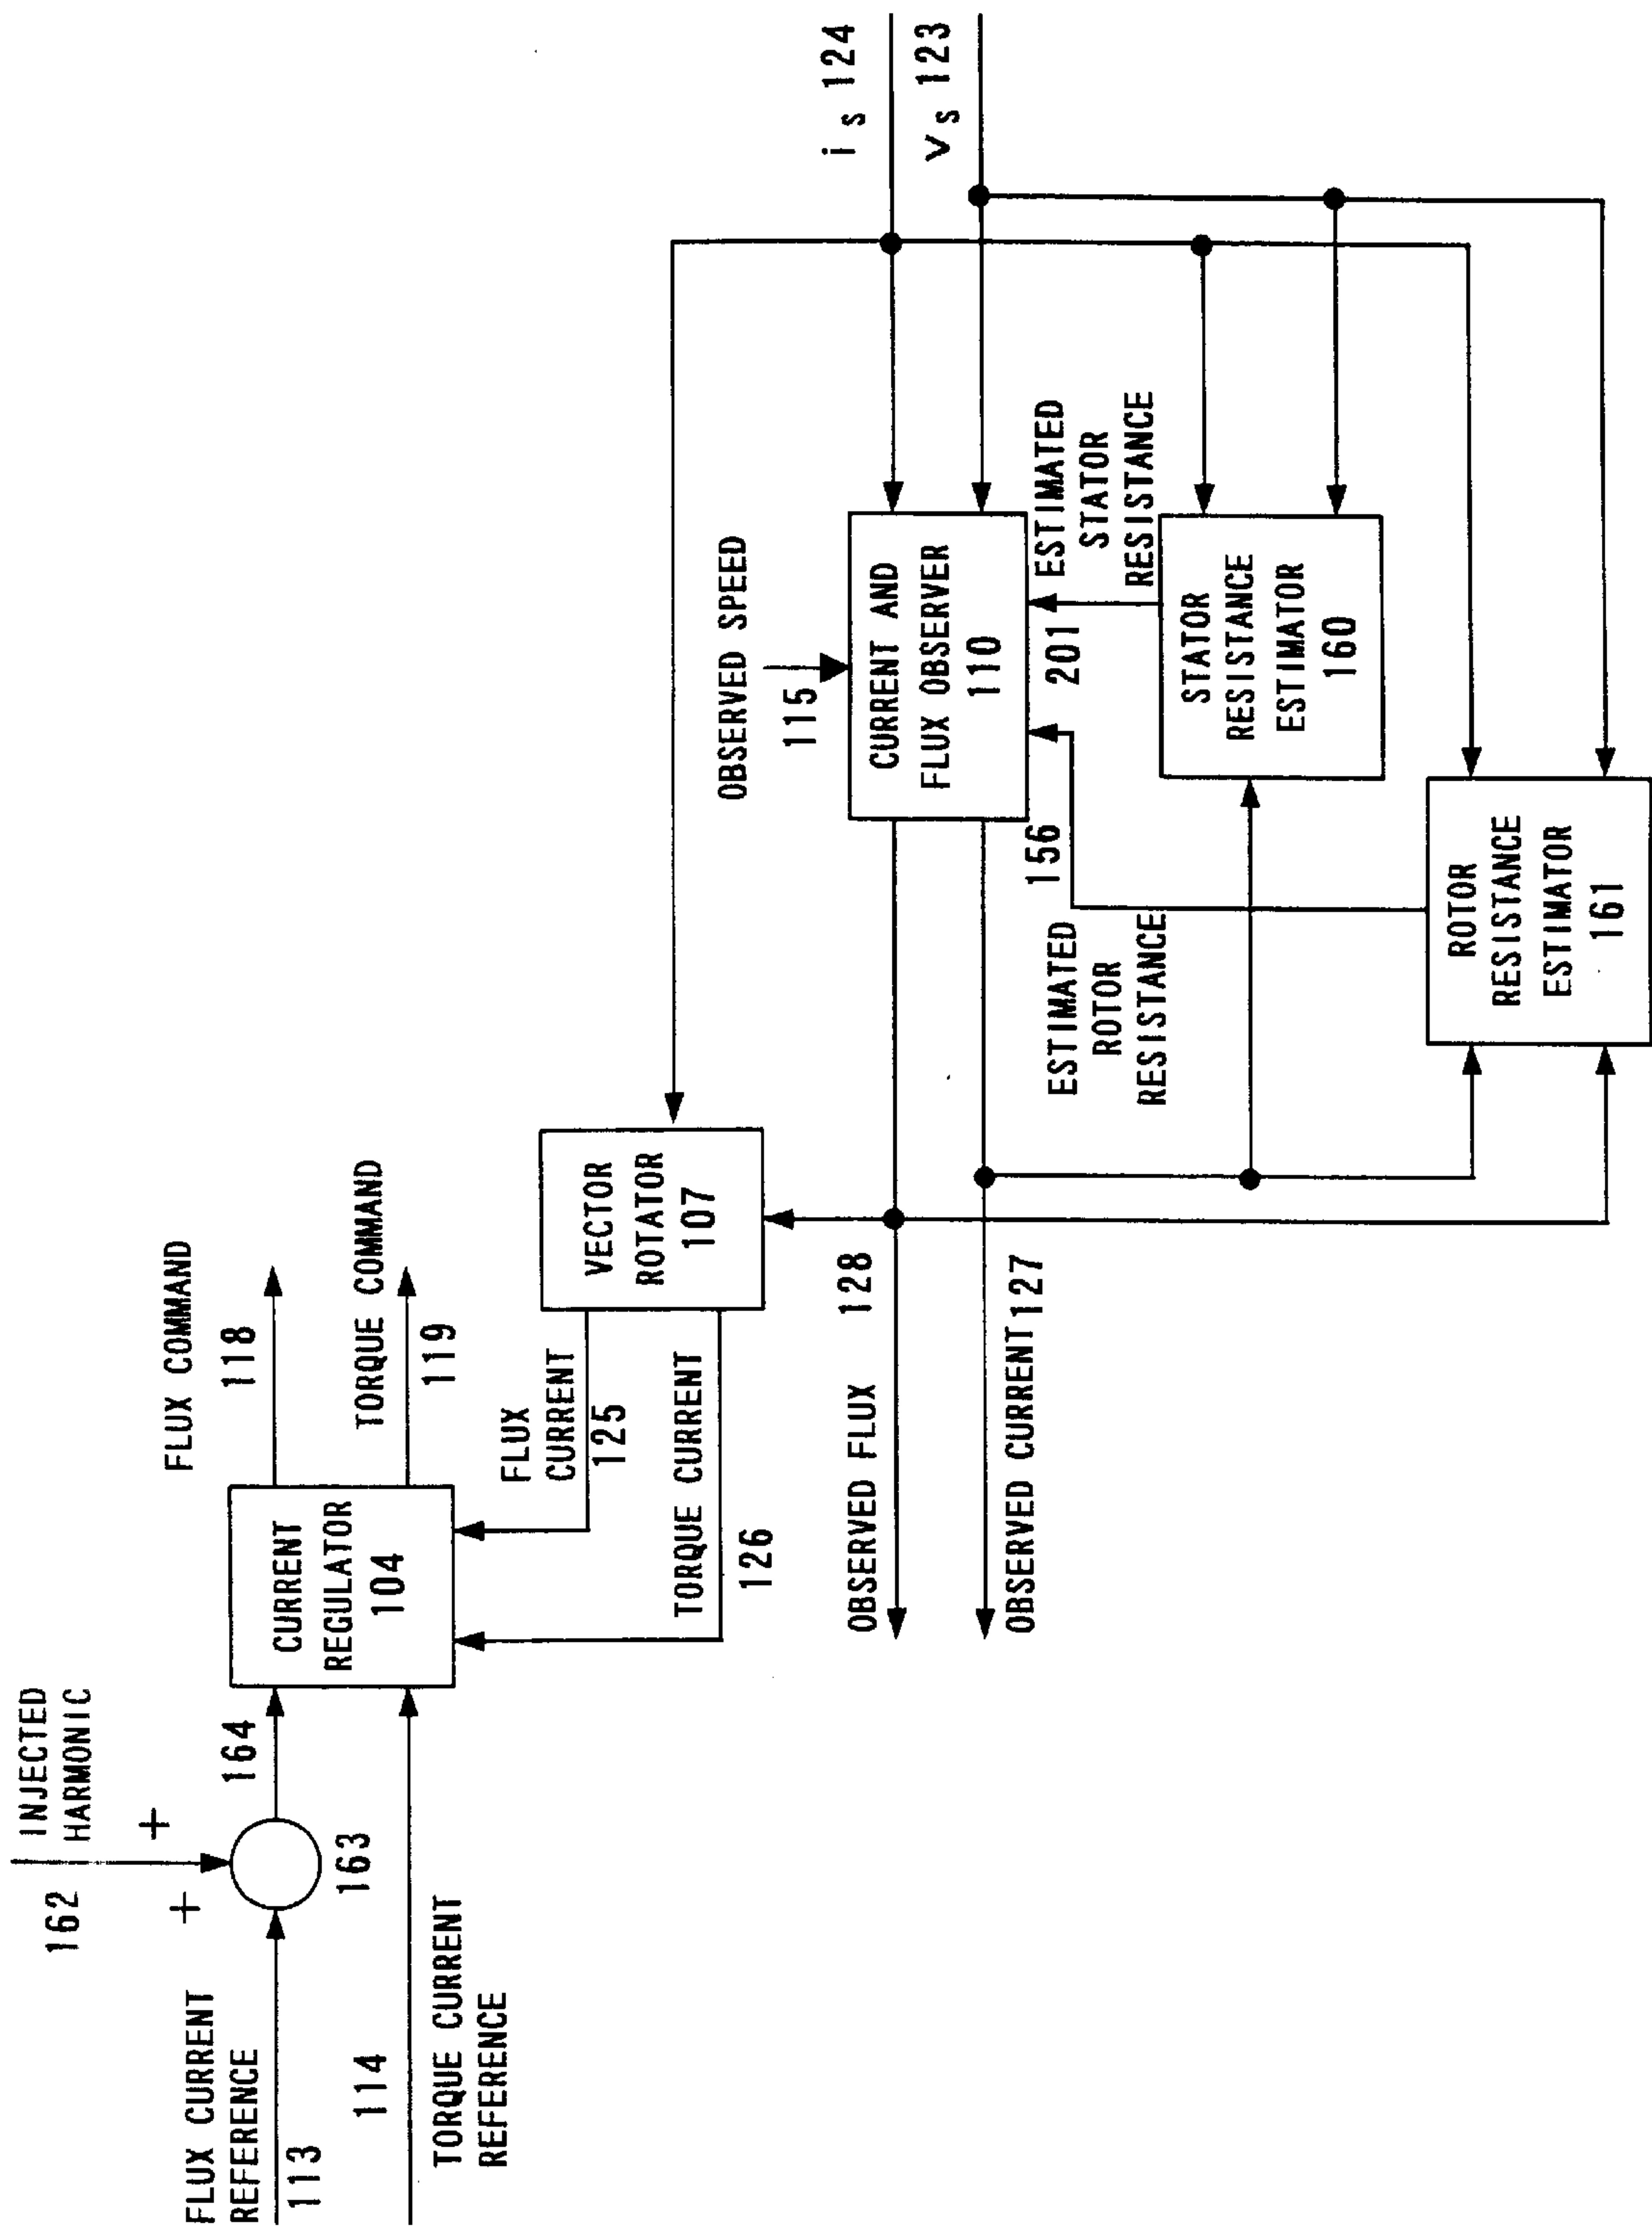 INJECTED
HARMONIC
162
+
+
FLUX CURRENT
REFERENCE
113
163
164
114
TORQUE CURRENT
REFERENCE
CURRENT
REGULATOR
104
FLUX COMMAND
118
TORQUE COMMAND
119
FLUX
CURRENT
125
TORQUE CURRENT
126
VECTOR
ROTATOR
107
OBSERVED FLUX 128
OBSERVED CURRENT 127
OBSERVED SPEED
115
CURRENT AND
FLUX OBSERVER
110
i s 124
v s 123
156
ESTIMATED
ROTOR
RESISTANCE
201
ESTIMATED
STATOR
RESISTANCE
STATOR
RESISTANCE
ESTIMATOR
160
ROTOR
RESISTANCE
ESTIMATOR
161